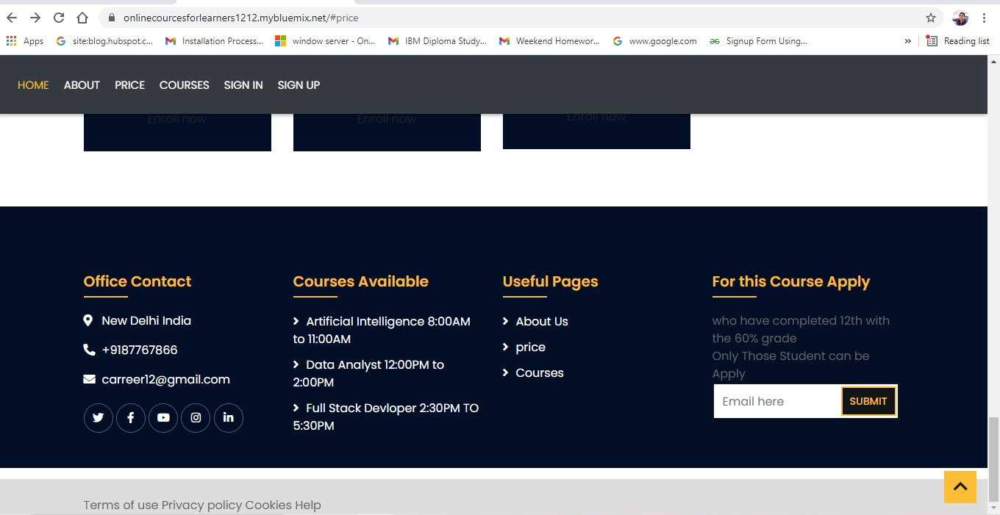 onlinecourcesforlearners1212.mybluemix.net/#price
Apps site:blog.hubspot.c... Installation Process... window server - On... IBM Diploma Study... Weekend Homewor... www.google.com Signup Form Using... » Reading list
HOME ABOUT PRICE COURSES SIGN IN SIGN UP
Enroll now Enroll now Enroll now
Office Contact
New Delhi India
+9187767866
carreer12@gmail.com
Courses Available
Artificial Intelligence 8:00AM
to 11:00AM
Data Analyst 12:00PM to
2:00PM
Full Stack Devloper 2:30PM TO
5:30PM
Useful Pages
About Us
price
Courses
For this Course Apply
who have completed 12th with
the 60% grade
Only Those Student can be
Apply
Email here SUBMIT
Terms of use Privacy policy Cookies Help